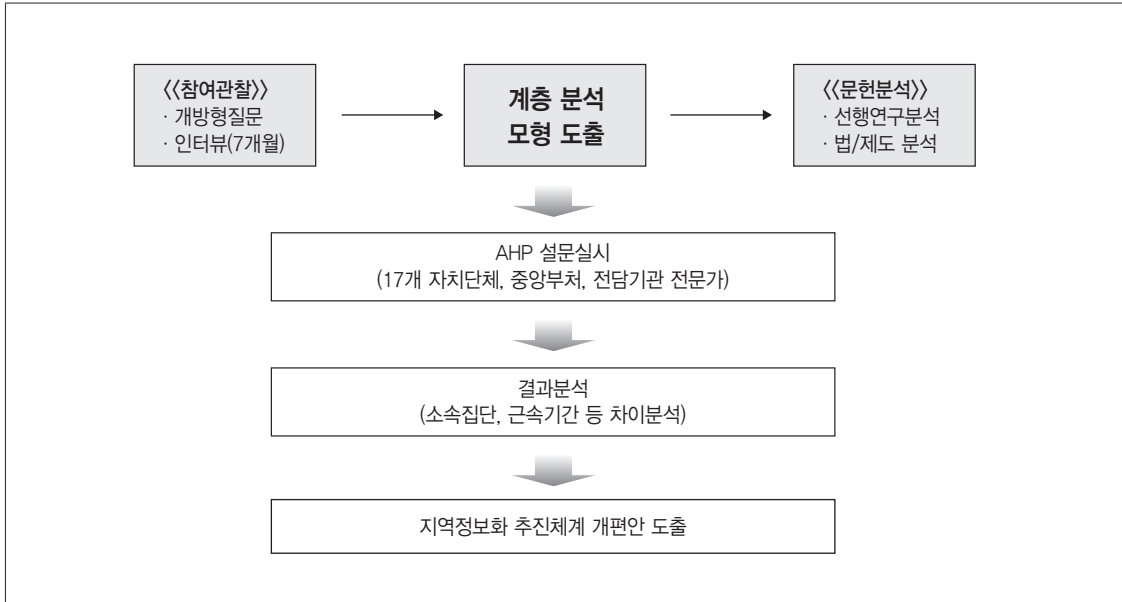 《참여관찰》
· 개방형질문
· 인터뷰(7개월)
계층 분석
모형 도출
《문헌분석》
· 선행연구분석
· 법/제도 분석
AHP 설문실시
(17개 자치단체, 중앙부처, 전담기관 전문가)
결과분석
(소속집단, 근속기간 등 차이분석)
지역정보화 추진체계 개편안 도출